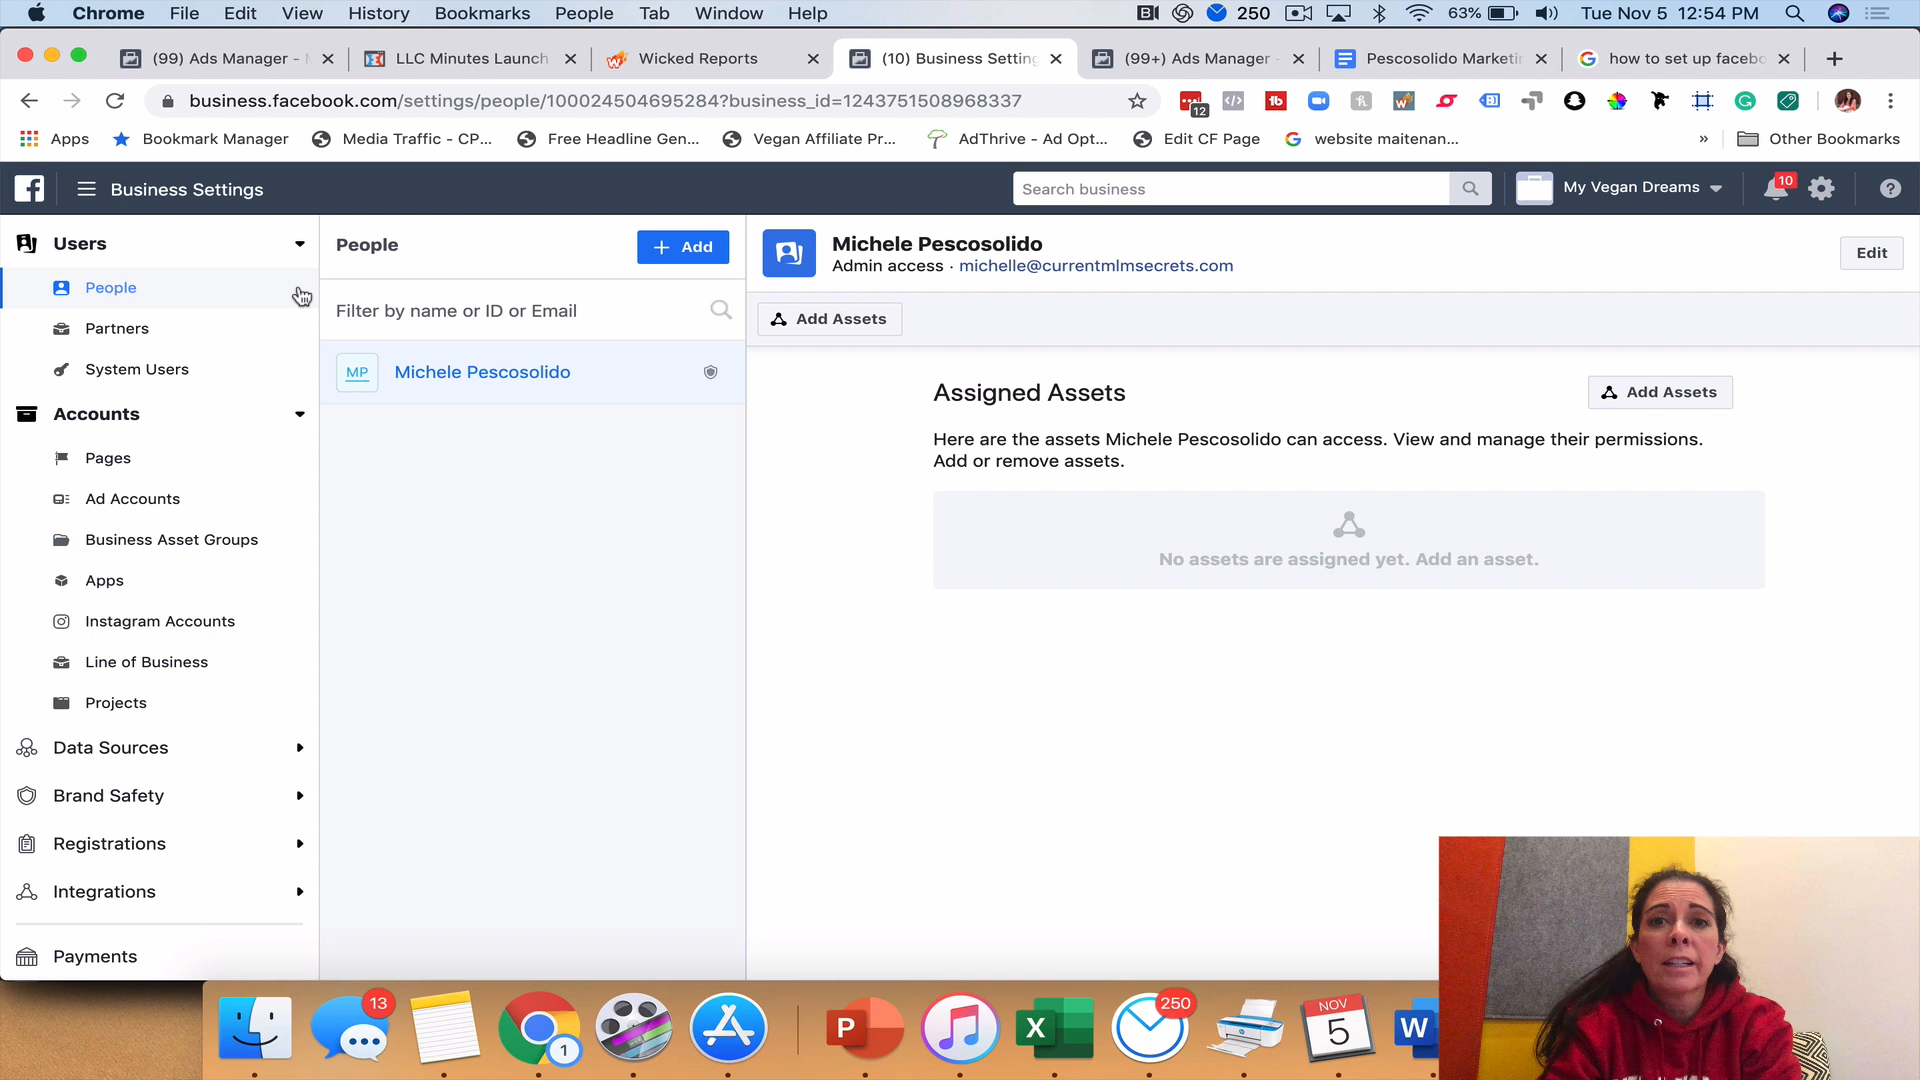 Chrome File Edit View History Bookmarks People Tab Window Help 250 63% Tue Nov 5 12:54 PM
(99) Ads Manager - LLC Minutes Launch Wicked Reports (10) Business Setting (99+) Ads Manager - Pescosolido Marketin how to set up facebo
business.facebook.com/settings/people/100024504695284?business_id=1243751508968337 12
Apps Bookmark Manager Media Traffic - CP... Free Headline Gen... Vegan Affiliate Pr... AdThrive - Ad Opt... Edit CF Page website maitenan... » Other Bookmarks
Business Settings Search business My Vegan Dreams 10
Users
People
Partners
System Users
Accounts
Pages
Ad Accounts
Business Asset Groups
Apps
Instagram Accounts
Line of Business
Projects
Data Sources
Brand Safety
Registrations
Integrations
Payments
People + Add
Filter by name or ID or Email
MP Michele Pescosolido
Michele Pescosolido
Admin access · michelle@currentmlmsecrets.com
Edit
Add Assets
Assigned Assets
Add Assets
Here are the assets Michele Pescosolido can access. View and manage their permissions.
Add or remove assets.
No assets are assigned yet. Add an asset.
13 1 P X 250 NOV
5 W